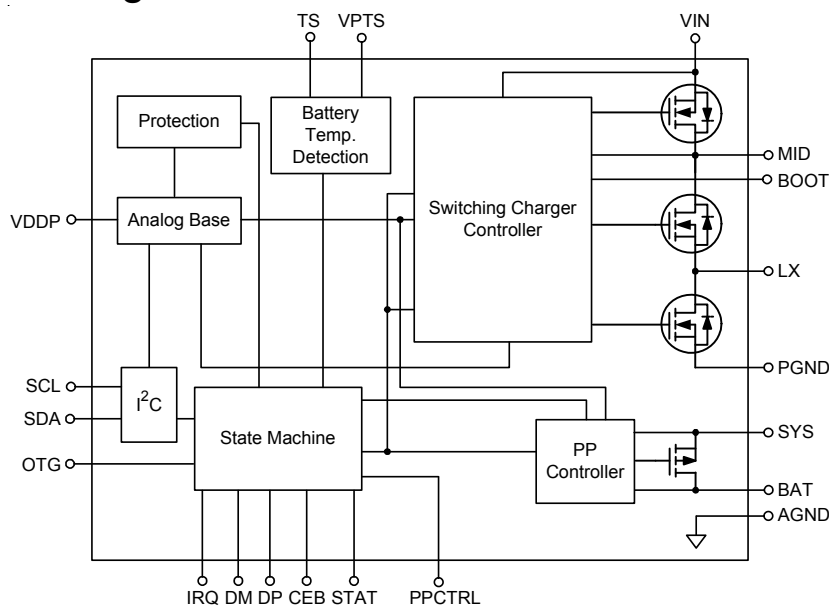 TS
VPTS
VIN
Protection
Battery
Temp.
Detection
MID
BOOT
VDDP
Analog Base
Switching Charger
Controller
LX
PGND
SCL
SDA
I²C
OTG
State Machine
PP
Controller
SYS
BAT
AGND
IRQ
DM
DP
CEB
STAT
PPCTRL